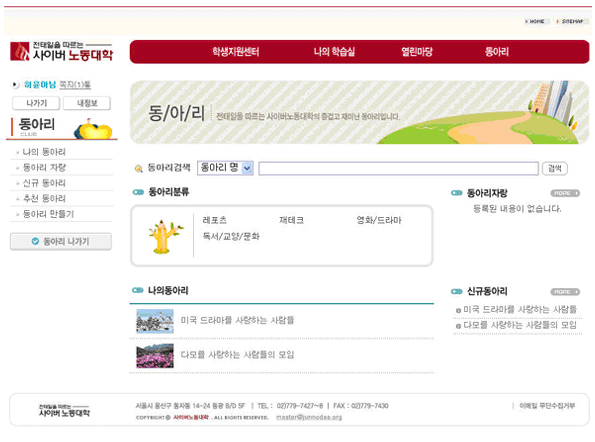 HOME SITEMAP
전태일을 따르는
사이버 노동대학
학생지원센터 나의 학습실 열린마당 동아리
허윤마님 쪽지(1)통
나가기 내정보
동아리
CLUB
나의 동아리
동아리 자랑
신규 동아리
추천 동아리
동아리 만들기
동아리 나가기
동/아/리 전태일을 따르는 사이버노동대학의 즐겁고 재미난 동아리입니다.
동아리검색 동아리 명 검색
동아리분류
레포츠 재테크 영화/드라마
독서/교양/문화
동아리자랑 MORE
등록된 내용이 없습니다.
나의동아리
미국 드라마를 사랑하는 사람들
다모를 사랑하는 사람들의 모임
신규동아리 MORE
미국 드라마를 사랑하는 사람들
다모를 사랑하는 사람들의 모임
전태일을 따르는
사이버 노동대학
서울시 용산구 동자동 14-24 동광 B/D 5F | TEL : 02)779-7427~8 | FAX : 02)779-7430
COPYRIGHT @ 사이버노동대학 . ALL RIGHTS RESERVED. master@junnodae.org
이메일 무단수집거부